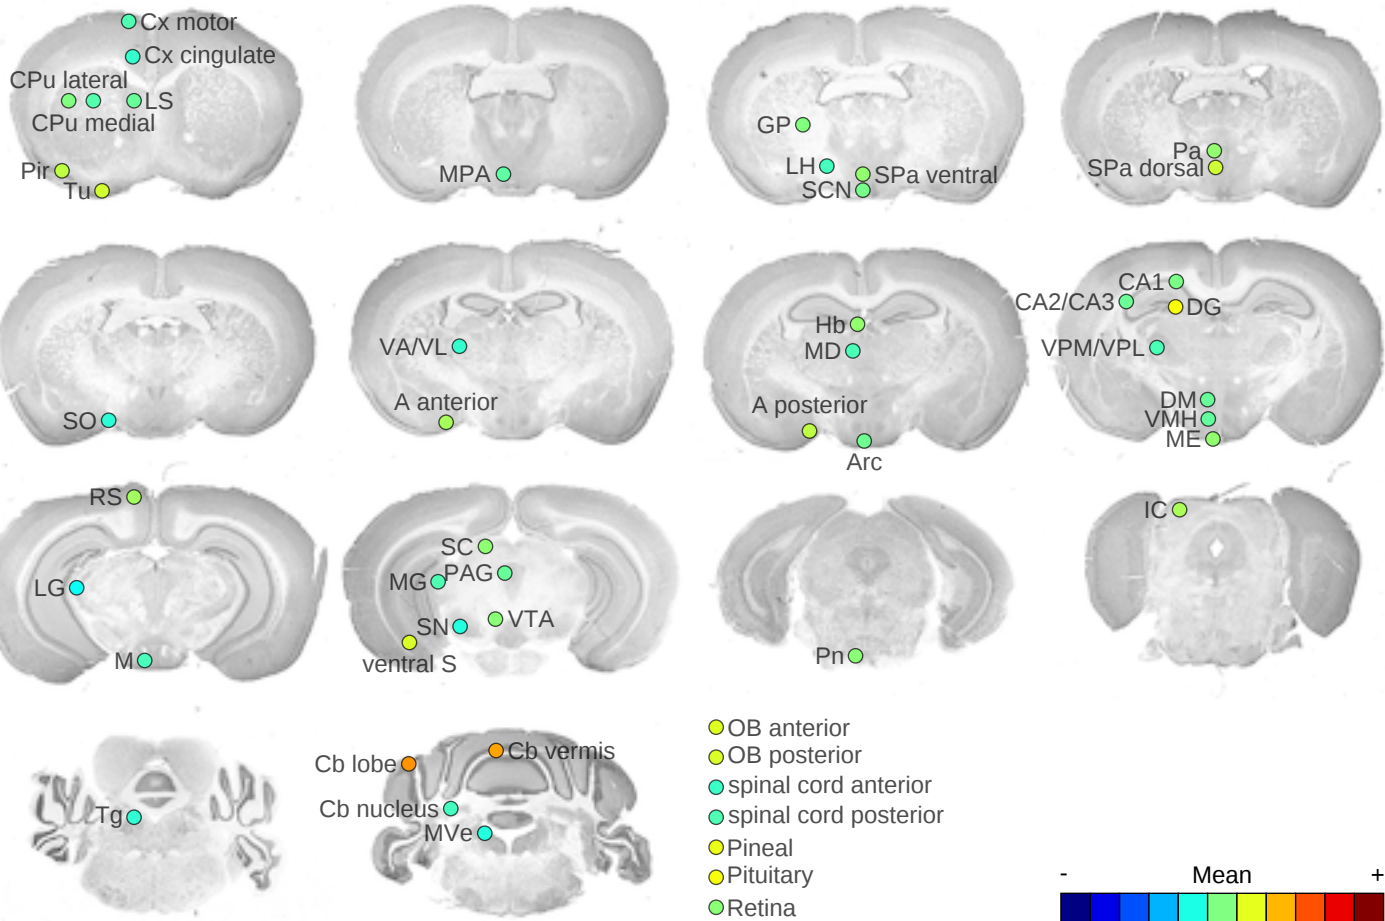 Cx motor
Cx cingulate
CPu lateral
LS
CPu medial
Pir
Tu
MPA
GP
LH
SPa ventral
SCN
Pa
SPa dorsal
SO
VA/VL
A anterior
Hb
MD
A posterior
Arc
CA1
CA2/CA3
DG
VPM/VPL
DM
VMH
ME
RS
LG
M
SC
MG
PAG
SN
VTA
ventral S
Pn
IC
Tg
Cb lobe
Cb vermis
Cb nucleus
MVe
OB anterior
OB posterior
spinal cord anterior
spinal cord posterior
Pineal
Pituitary
Retina
- Mean +